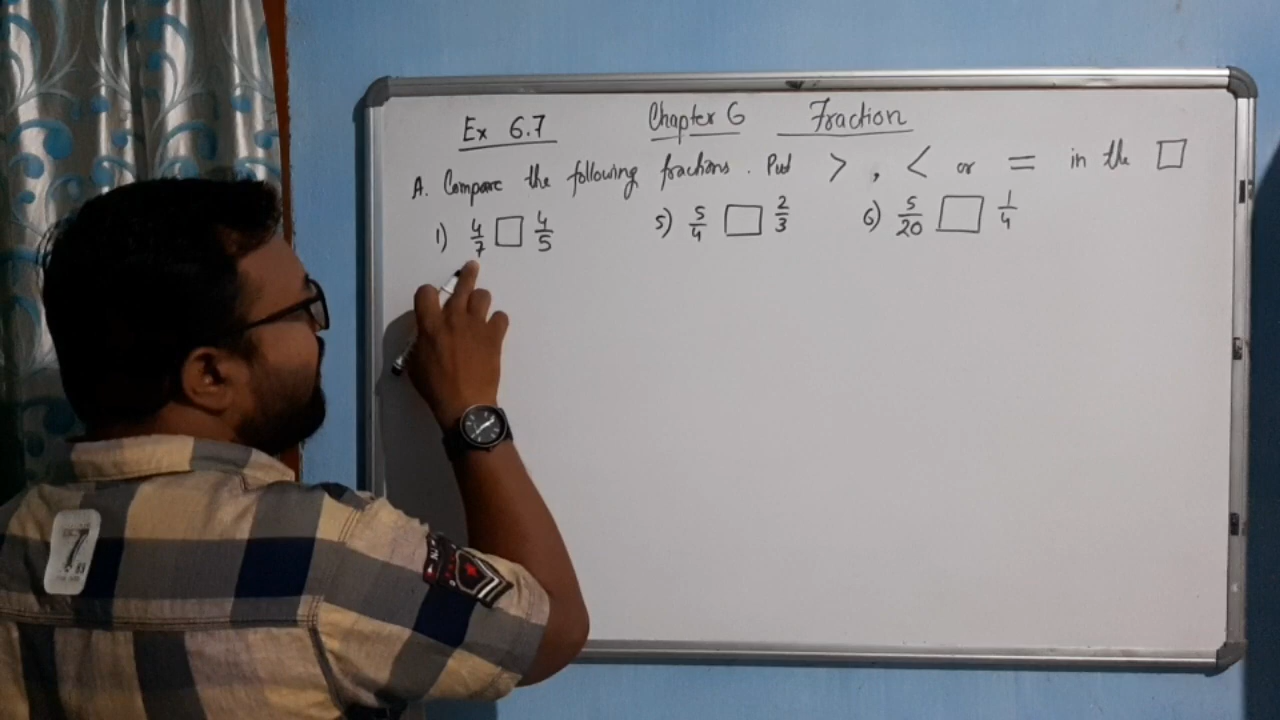 Ex 6.7 Chapter 6 Fraction
A. Compare the following fractions. Put > , < or = in the □
1) 4/7 □ 4/5 5) 5/4 □ 2/3 6) 5/20 □ 1/4
7